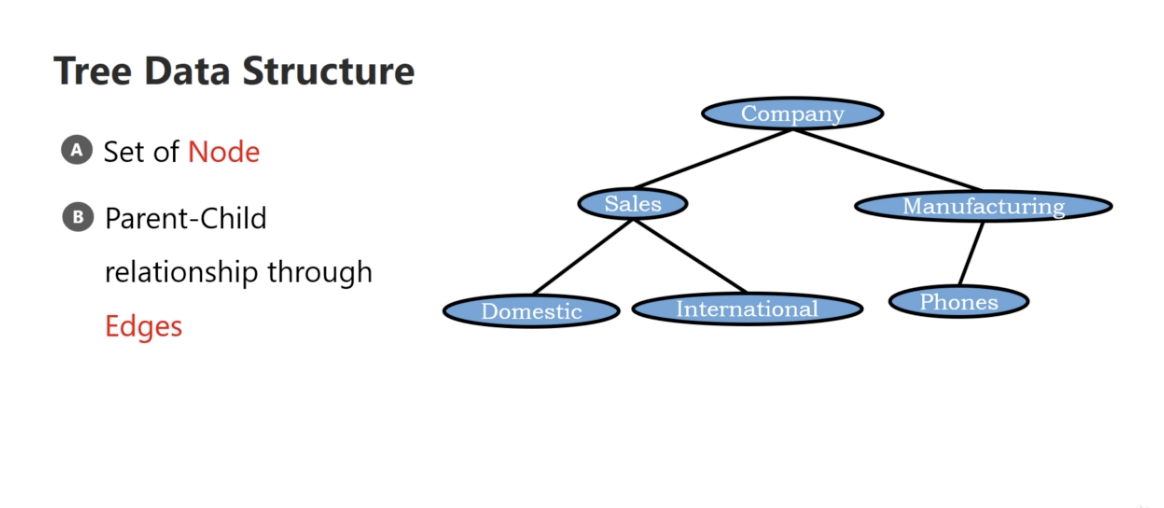 Tree Data Structure
A Set of Node
B Parent-Child
relationship through
Edges
Company
Sales
Manufacturing
Domestic
International
Phones